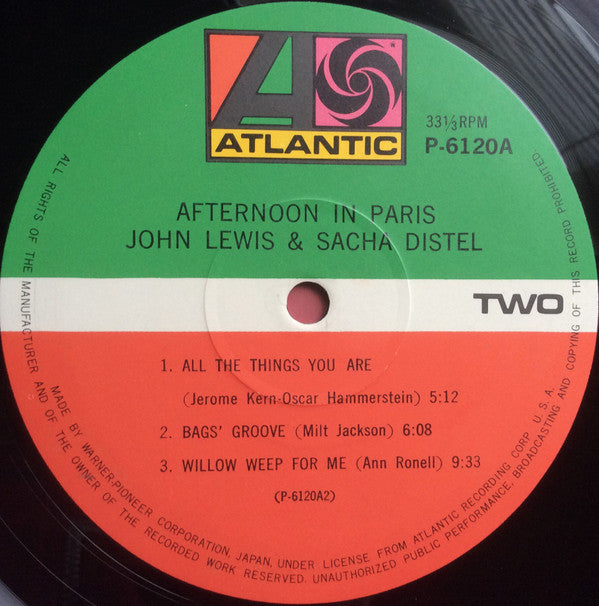 ATLANTIC
33⅓RPM
P-6120A
AFTERNOON IN PARIS
JOHN LEWIS & SACHA DISTEL
TWO
1. ALL THE THINGS YOU ARE
(Jerome Kern-Oscar Hammerstein) 5:12
2. BAGS' GROOVE (Milt Jackson) 6:08
3. WILLOW WEEP FOR ME (Ann Ronell) 9:33
(P-6120A2)
ALL RIGHTS OF THE MANUFACTURER AND OF THE OWNER OF THE RECORDED WORK RESERVED. UNAUTHORIZED PUBLIC PERFORMANCE, BROADCASTING AND COPYING OF THIS RECORD PROHIBITED.
MADE BY WARNER-PIONEER CORPORATION, JAPAN, UNDER LICENSE FROM ATLANTIC RECORDING CORP. U.S.A.